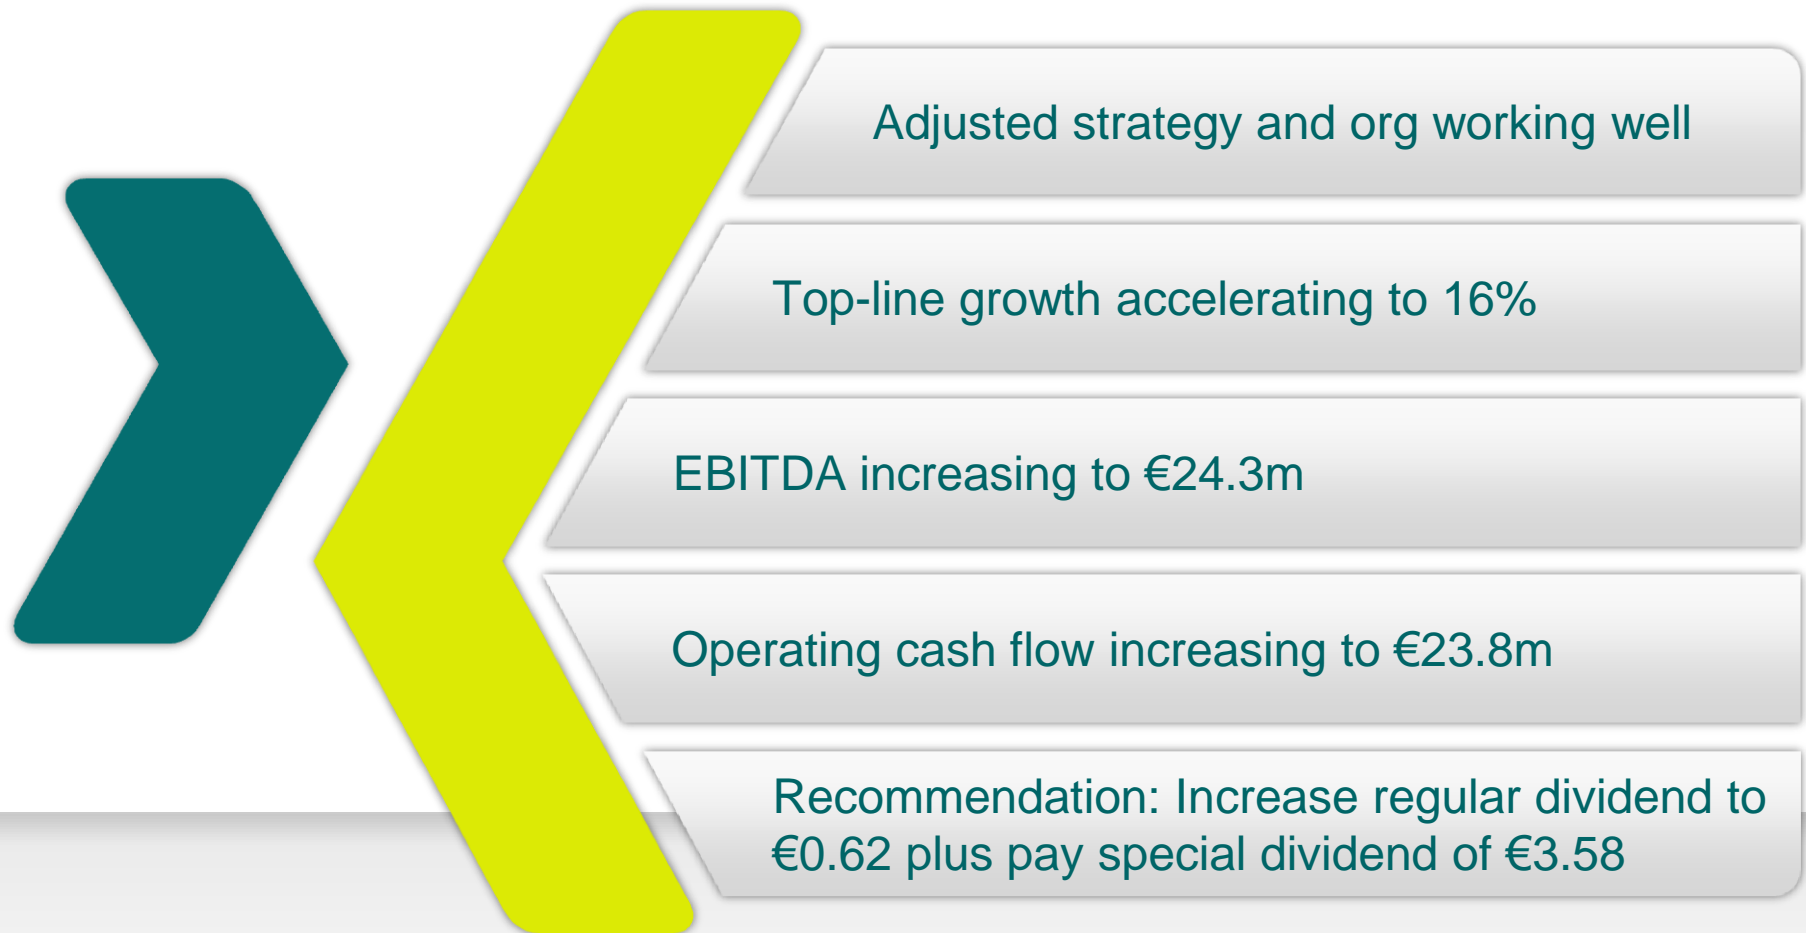 Adjusted strategy and org working well
Top-line growth accelerating to 16%
EBITDA increasing to €24.3m
Operating cash flow increasing to €23.8m
Recommendation: Increase regular dividend to
€0.62 plus pay special dividend of €3.58